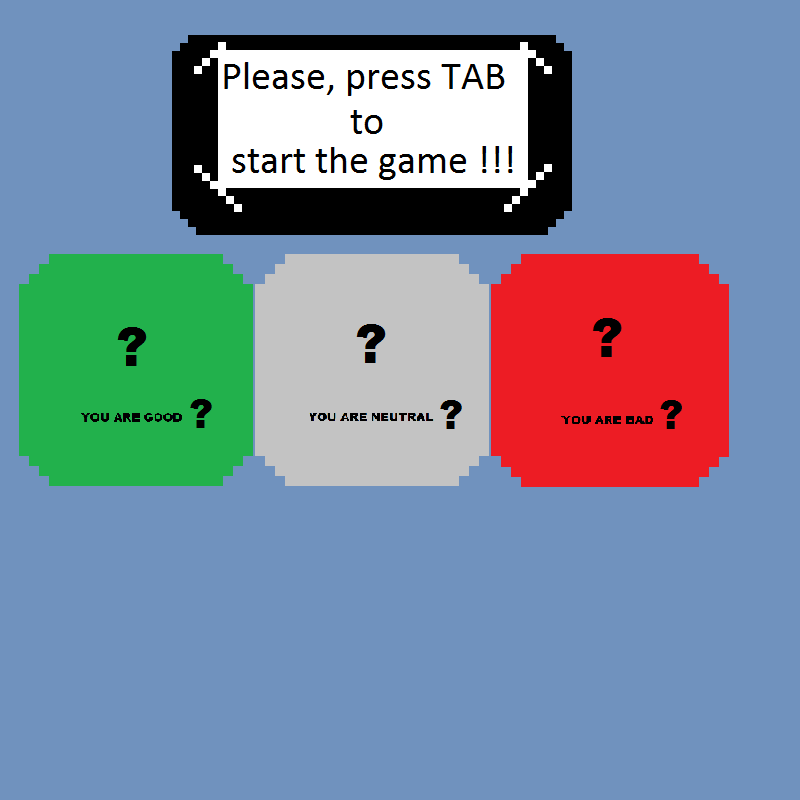 Please, press TAB
to
start the game !!!
?
YOU ARE GOOD ?
?
YOU ARE NEUTRAL ?
?
YOU ARE BAD ?